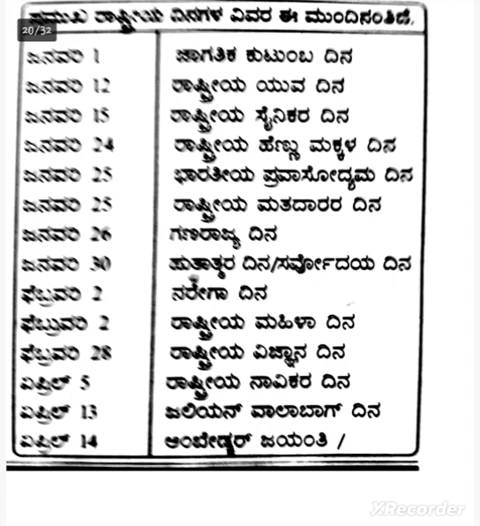 ಪ್ರಮುಖ ರಾಷ್ಟ್ರೀಯ ದಿನಗಳ ವಿವರ ಈ ಮುಂದಿನಂತಿದೆ.
20/32
ಜನವರಿ 1 ಜಾಗತಿಕ ಕುಟುಂಬ ದಿನ
ಜನವರಿ 12 ರಾಷ್ಟ್ರೀಯ ಯುವ ದಿನ
ಜನವರಿ 15 ರಾಷ್ಟ್ರೀಯ ಸೈನಿಕರ ದಿನ
ಜನವರಿ 24 ರಾಷ್ಟ್ರೀಯ ಹೆಣ್ಣು ಮಕ್ಕಳ ದಿನ
ಜನವರಿ 25 ಭಾರತೀಯ ಪ್ರವಾಸೋದ್ಯಮ ದಿನ
ಜನವರಿ 25 ರಾಷ್ಟ್ರೀಯ ಮತದಾರರ ದಿನ
ಜನವರಿ 26 ಗಣರಾಜ್ಯ ದಿನ
ಜನವರಿ 30 ಹುತಾತ್ಮರ ದಿನ/ಸರ್ವೋದಯ ದಿನ
ಫೆಬ್ರವರಿ 2 ನರೇಗಾ ದಿನ
ಫೆಬ್ರುವರಿ 2 ರಾಷ್ಟ್ರೀಯ ಮಹಿಳಾ ದಿನ
ಫೆಬ್ರವರಿ 28 ರಾಷ್ಟ್ರೀಯ ವಿಜ್ಞಾನ ದಿನ
ಏಪ್ರಿಲ್ 5 ರಾಷ್ಟ್ರೀಯ ನಾವಿಕರ ದಿನ
ಏಪ್ರಿಲ್ 13 ಜಲಿಯನ್ ವಾಲಾಬಾಗ್ ದಿನ
ಏಪ್ರಿಲ್ 14 ಅಂಬೇಡ್ಕರ್ ಜಯಂತಿ /
XRecorder